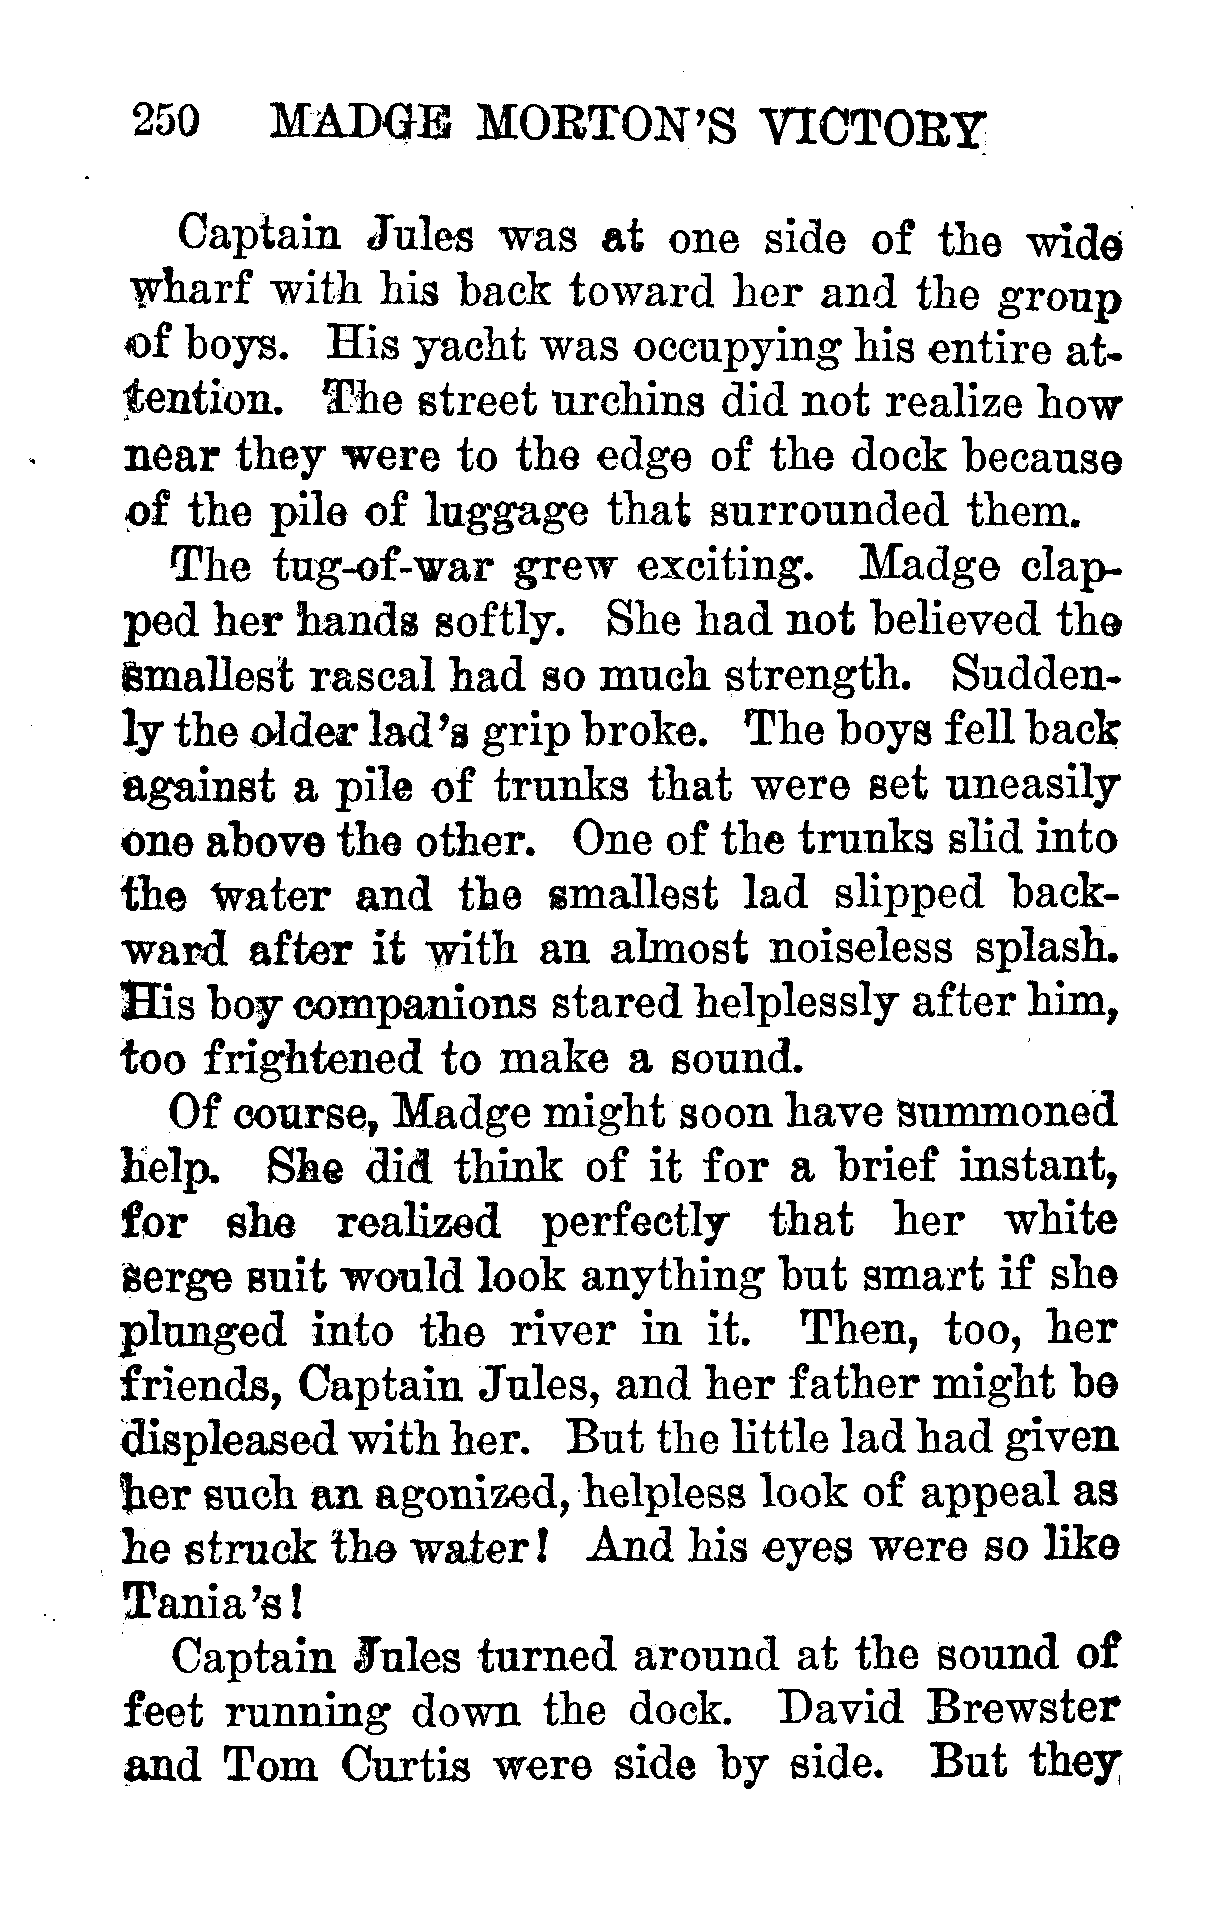 250 MADGE MORTON'S VICTORY
Captain Jules was at one side of the wide
wharf with his back toward her and the group
of boys. His yacht was occupying his entire at-
tention. The street urchins did not realize how
near they were to the edge of the dock because
of the pile of luggage that surrounded them.
The tug-of-war grew exciting. Madge clap-
ped her hands softly. She had not believed the
smallest rascal had so much strength. Sudden-
ly the older lad's grip broke. The boys fell back
against a pile of trunks that were set uneasily
one above the other. One of the trunks slid into
the water and the smallest lad slipped back-
ward after it with an almost noiseless splash.
His boy companions stared helplessly after him,
too frightened to make a sound.
Of course, Madge might soon have summoned
help. She did think of it for a brief instant,
for she realized perfectly that her white
serge suit would look anything but smart if she
plunged into the river in it. Then, too, her
friends, Captain Jules, and her father might be
displeased with her. But the little lad had given
her such an agonized, helpless look of appeal as
he struck the water! And his eyes were so like
Tania's!
Captain Jules turned around at the sound of
feet running down the dock. David Brewster
and Tom Curtis were side by side. But they